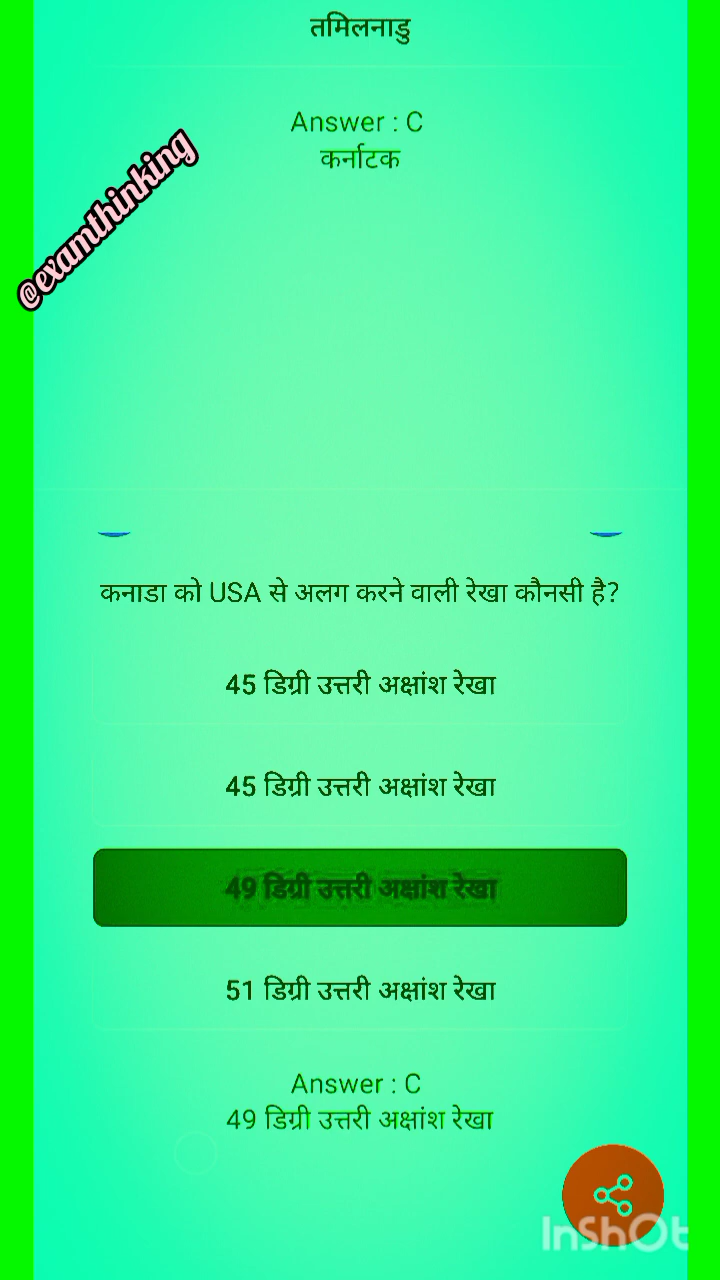 तमिलनाडु
Answer : C
कर्नाटक
@examthinking
कनाडा को USA से अलग करने वाली रेखा कौनसी है?
45 डिग्री उत्तरी अक्षांश रेखा
45 डिग्री उत्तरी अक्षांश रेखा
49 डिग्री उत्तरी अक्षांश रेखा
51 डिग्री उत्तरी अक्षांश रेखा
Answer : C
49 डिग्री उत्तरी अक्षांश रेखा
InShOt